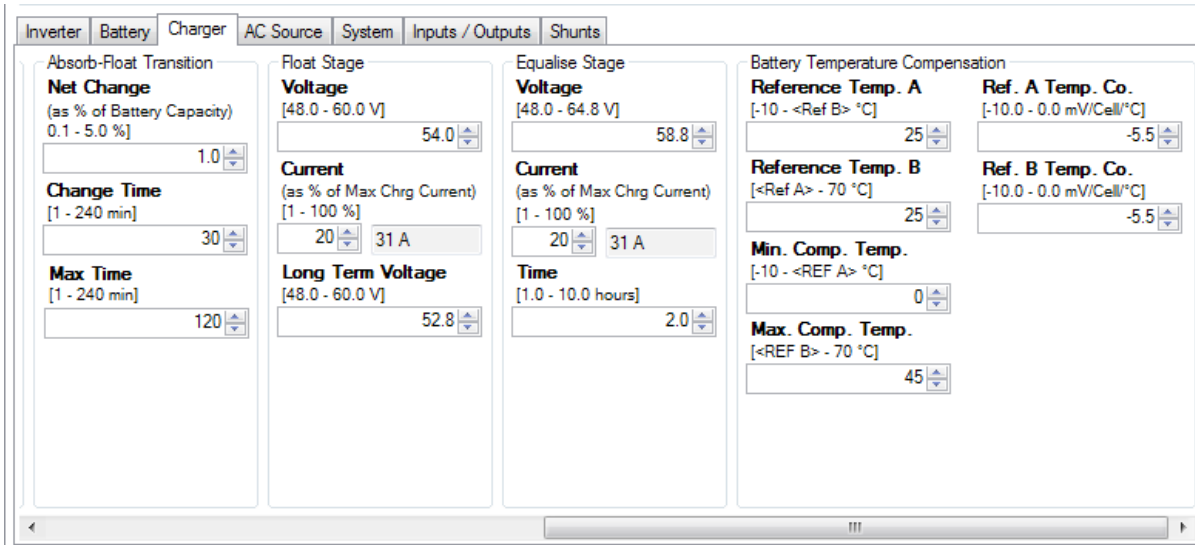 Inverter
Battery
Charger
AC Source
System
Inputs / Outputs
Shunts
Absorb-Float Transition
Net Change
(as % of Battery Capacity)
0.1 - 5.0 %]
1.0
Change Time
[1 - 240 min]
30
Max Time
[1 - 240 min]
120
Float Stage
Voltage
[48.0 - 60.0 V]
54.0
Current
(as % of Max Chrg Current)
[1 - 100 %]
20 31 A
Long Term Voltage
[48.0 - 60.0 V]
52.8
Equalise Stage
Voltage
[48.0 - 64.8 V]
58.8
Current
(as % of Max Chrg Current)
[1 - 100 %]
20 31 A
Time
[1.0 - 10.0 hours]
2.0
Battery Temperature Compensation
Reference Temp. A
[-10 - <Ref B> °C]
25
Reference Temp. B
[<Ref A> - 70 °C]
25
Min. Comp. Temp.
[-10 - <REF A> °C]
0
Max. Comp. Temp.
[<REF B> - 70 °C]
45
Ref. A Temp. Co.
[-10.0 - 0.0 mV/Cell/°C]
-5.5
Ref. B Temp. Co.
[-10.0 - 0.0 mV/Cell/°C]
-5.5